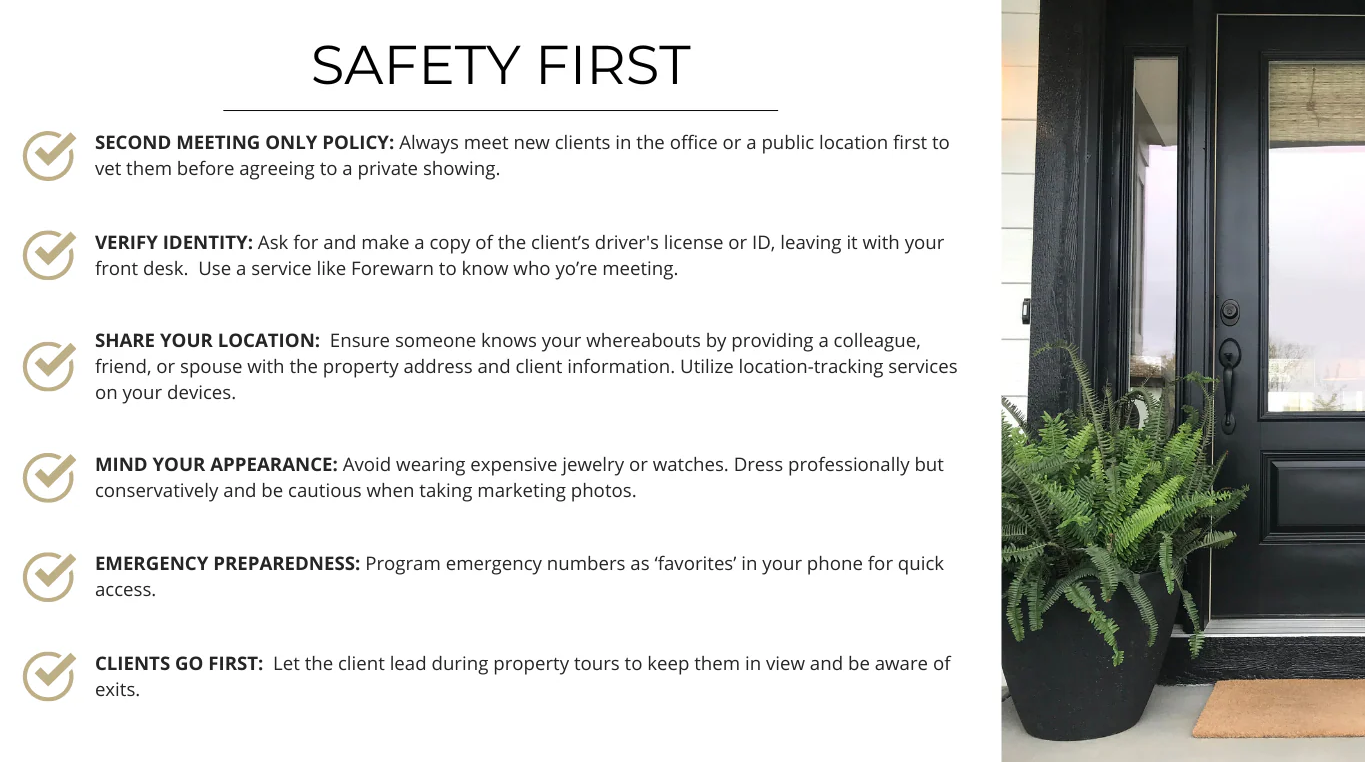 SAFETY FIRST
SECOND MEETING ONLY POLICY: Always meet new clients in the office or a public location first to
vet them before agreeing to a private showing.
VERIFY IDENTITY: Ask for and make a copy of the client’s driver's license or ID, leaving it with your
front desk.  Use a service like Forewarn to know who yo’re meeting.
SHARE YOUR LOCATION:  Ensure someone knows your whereabouts by providing a colleague,
friend, or spouse with the property address and client information. Utilize location-tracking services
on your devices.
MIND YOUR APPEARANCE: Avoid wearing expensive jewelry or watches. Dress professionally but
conservatively and be cautious when taking marketing photos.
EMERGENCY PREPAREDNESS: Program emergency numbers as ‘favorites’ in your phone for quick
access.
CLIENTS GO FIRST:  Let the client lead during property tours to keep them in view and be aware of
exits.